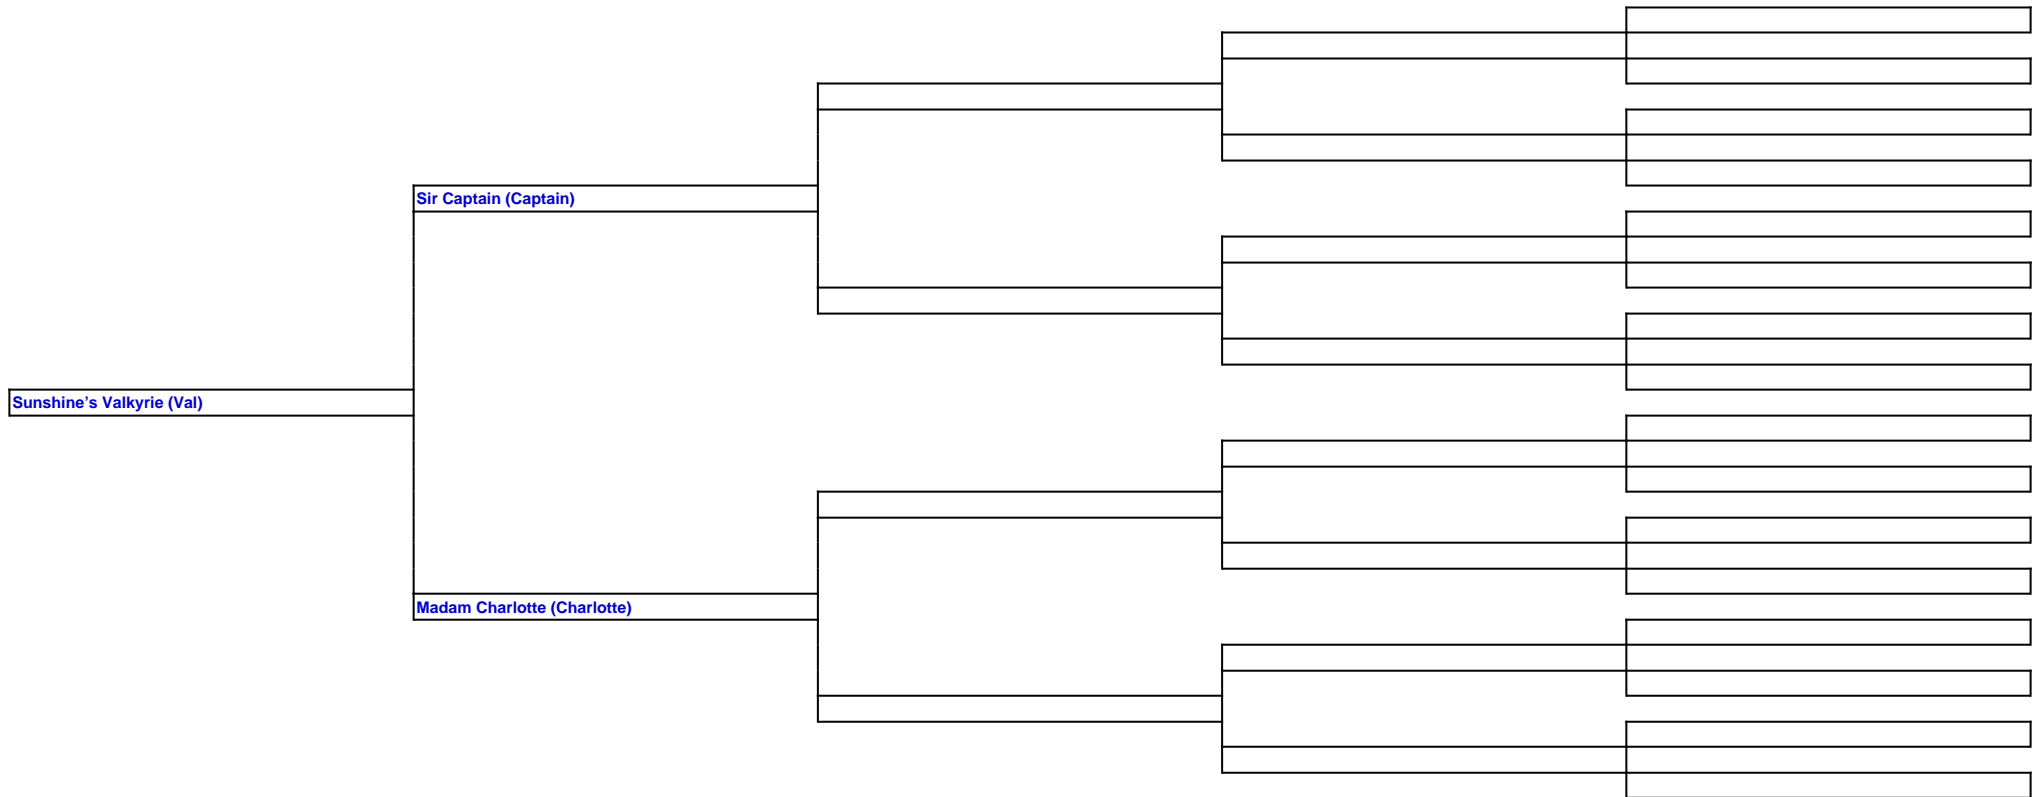 Sir Captain (Captain)
Sunshine’s Valkyrie (Val)
Madam Charlotte (Charlotte)